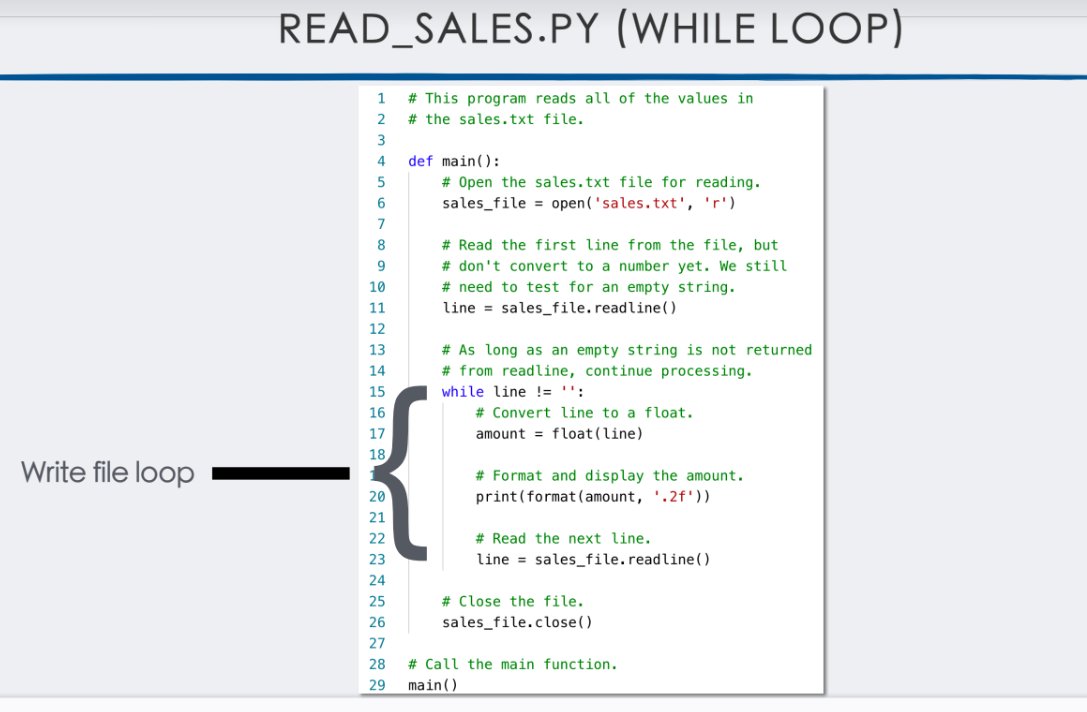 READ_SALES.PY (WHILE LOOP)
1 # This program reads all of the values in
2 # the sales.txt file.
3
4 def main():
5     # Open the sales.txt file for reading.
6     sales_file = open('sales.txt', 'r')
7
8     # Read the first line from the file, but
9     # don't convert to a number yet. We still
10     # need to test for an empty string.
11     line = sales_file.readline()
12
13     # As long as an empty string is not returned
14     # from readline, continue processing.
15     while line != '':
16         # Convert line to a float.
17         amount = float(line)
18
# Format and display the amount.
20         print(format(amount, '.2f'))
21
22         # Read the next line.
23         line = sales_file.readline()
24
25     # Close the file.
26     sales_file.close()
27
28 # Call the main function.
29 main()
Write file loop